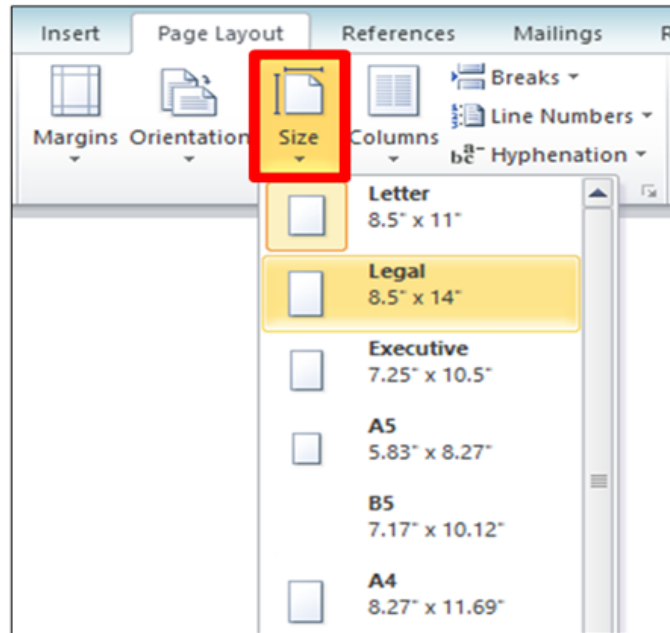 Insert Page Layout References Mailings R
Breaks
Line Numbers
Margins Orientation Size Columns
a-
bc Hyphenation
Letter
8.5" x 11"
Legal
8.5" x 14"
Executive
7.25" x 10.5"
A5
5.83" x 8.27"
B5
7.17" x 10.12"
A4
8.27" x 11.69"